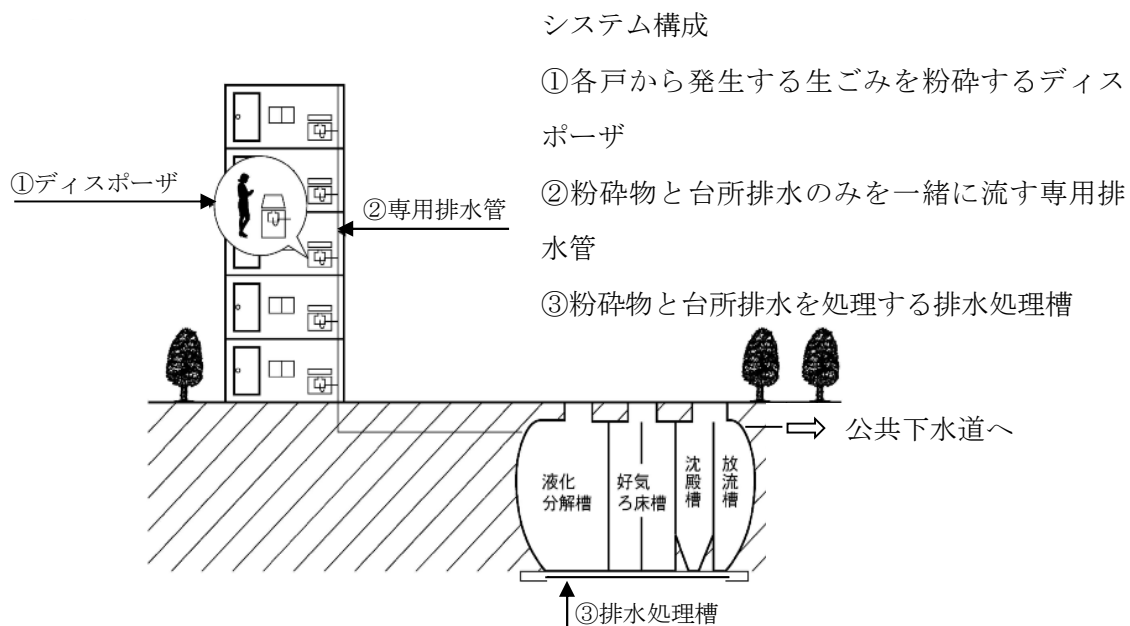 システム構成
①各戸から発生する生ごみを粉砕するディス
ポーザ
②粉砕物と台所排水のみを一緒に流す専用排
水管
③粉砕物と台所排水を処理する排水処理槽
①ディスポーザ
②専用排水管
公共下水道へ
液化
分解槽
好気
ろ床槽
沈殿槽
放流槽
③排水処理槽